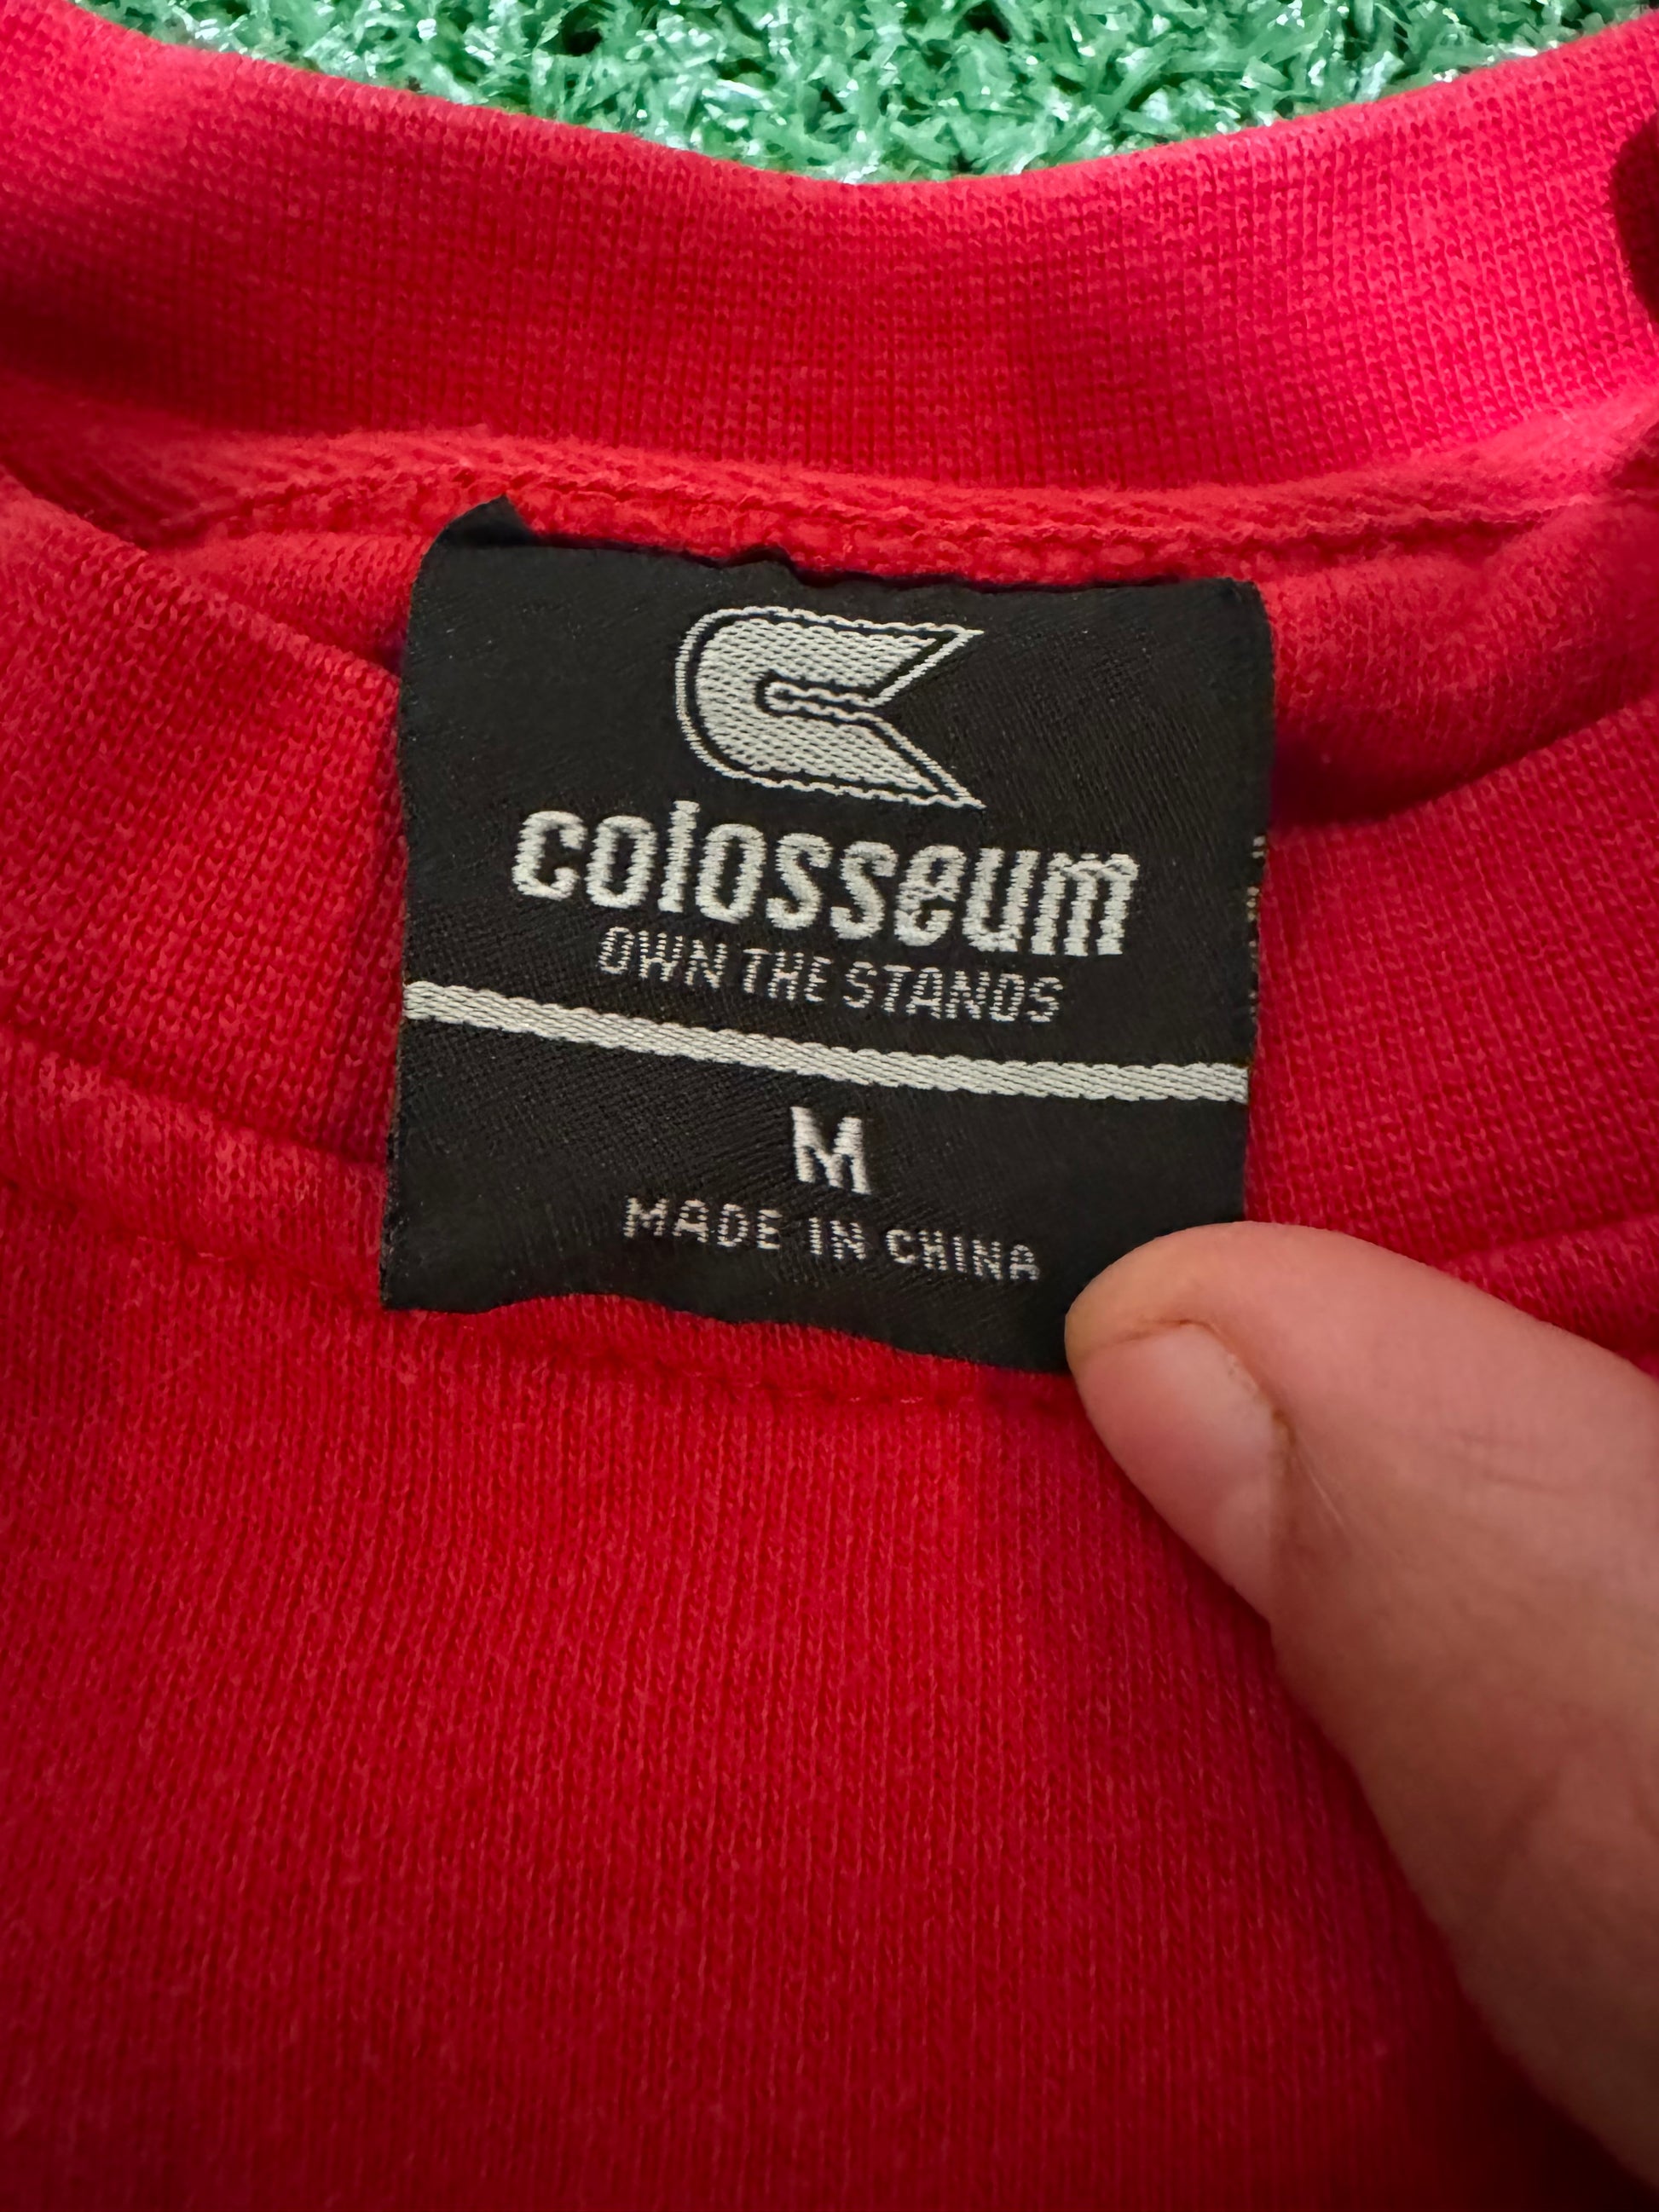 colosseum
OWN THE STANDS
M
MADE IN CHINA